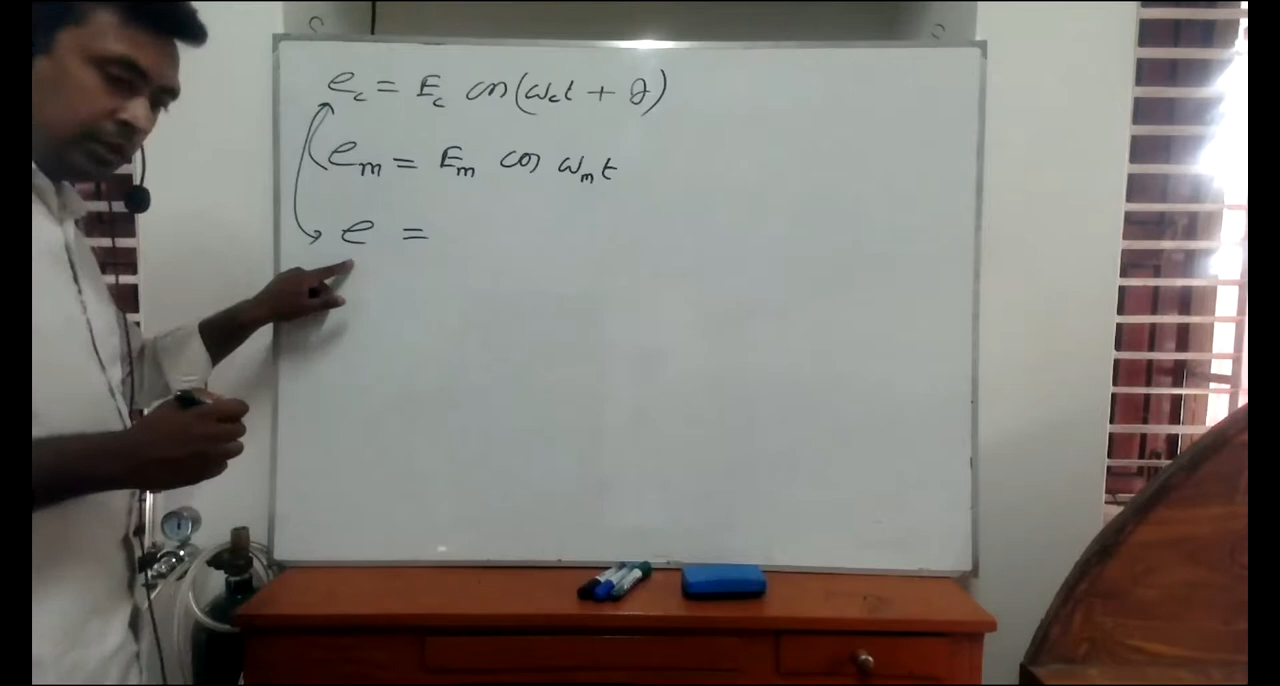 e_c = E_c cos(ω_c t + θ)
e_m = E_m cos ω_m t
e =